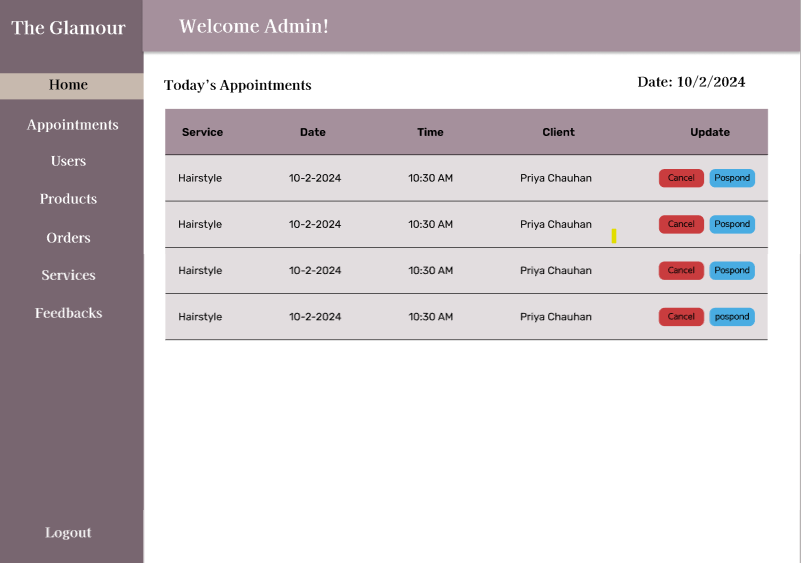 The Glamour
Welcome Admin!
Home
Appointments
Users
Products
Orders
Services
Feedbacks
Logout
Today's Appointments
Date: 10/2/2024
Service Date Time Client Update
Hairstyle 10-2-2024 10:30 AM Priya Chauhan Cancel Pospond
Hairstyle 10-2-2024 10:30 AM Priya Chauhan Cancel Pospond
Hairstyle 10-2-2024 10:30 AM Priya Chauhan Cancel Pospond
Hairstyle 10-2-2024 10:30 AM Priya Chauhan Cancel pospond